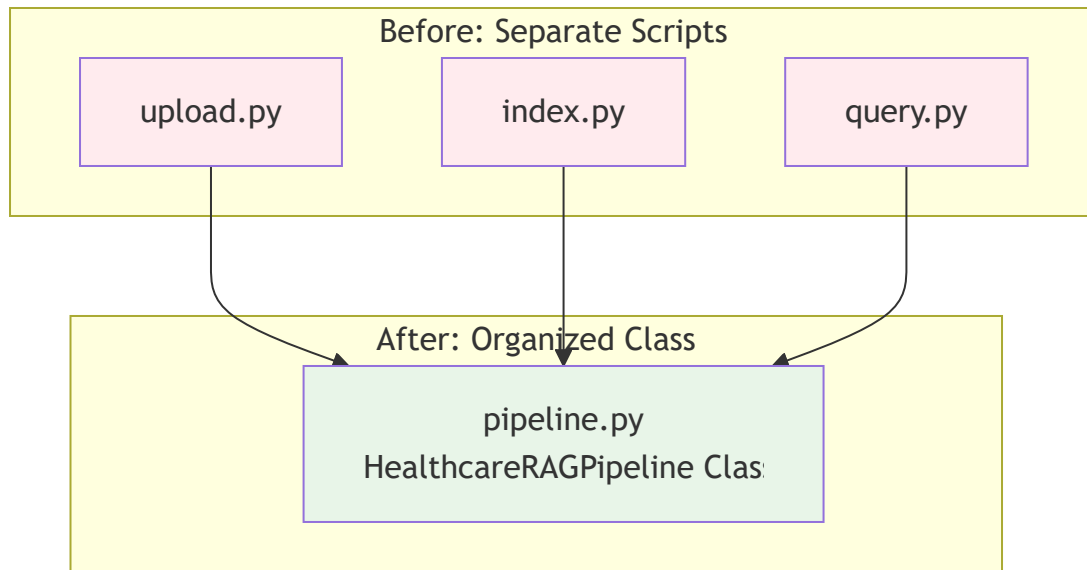 Before: Separate Scripts
upload.py
index.py
query.py
After: Organized Class
pipeline.py
HealthcareRAGPipeline Clas